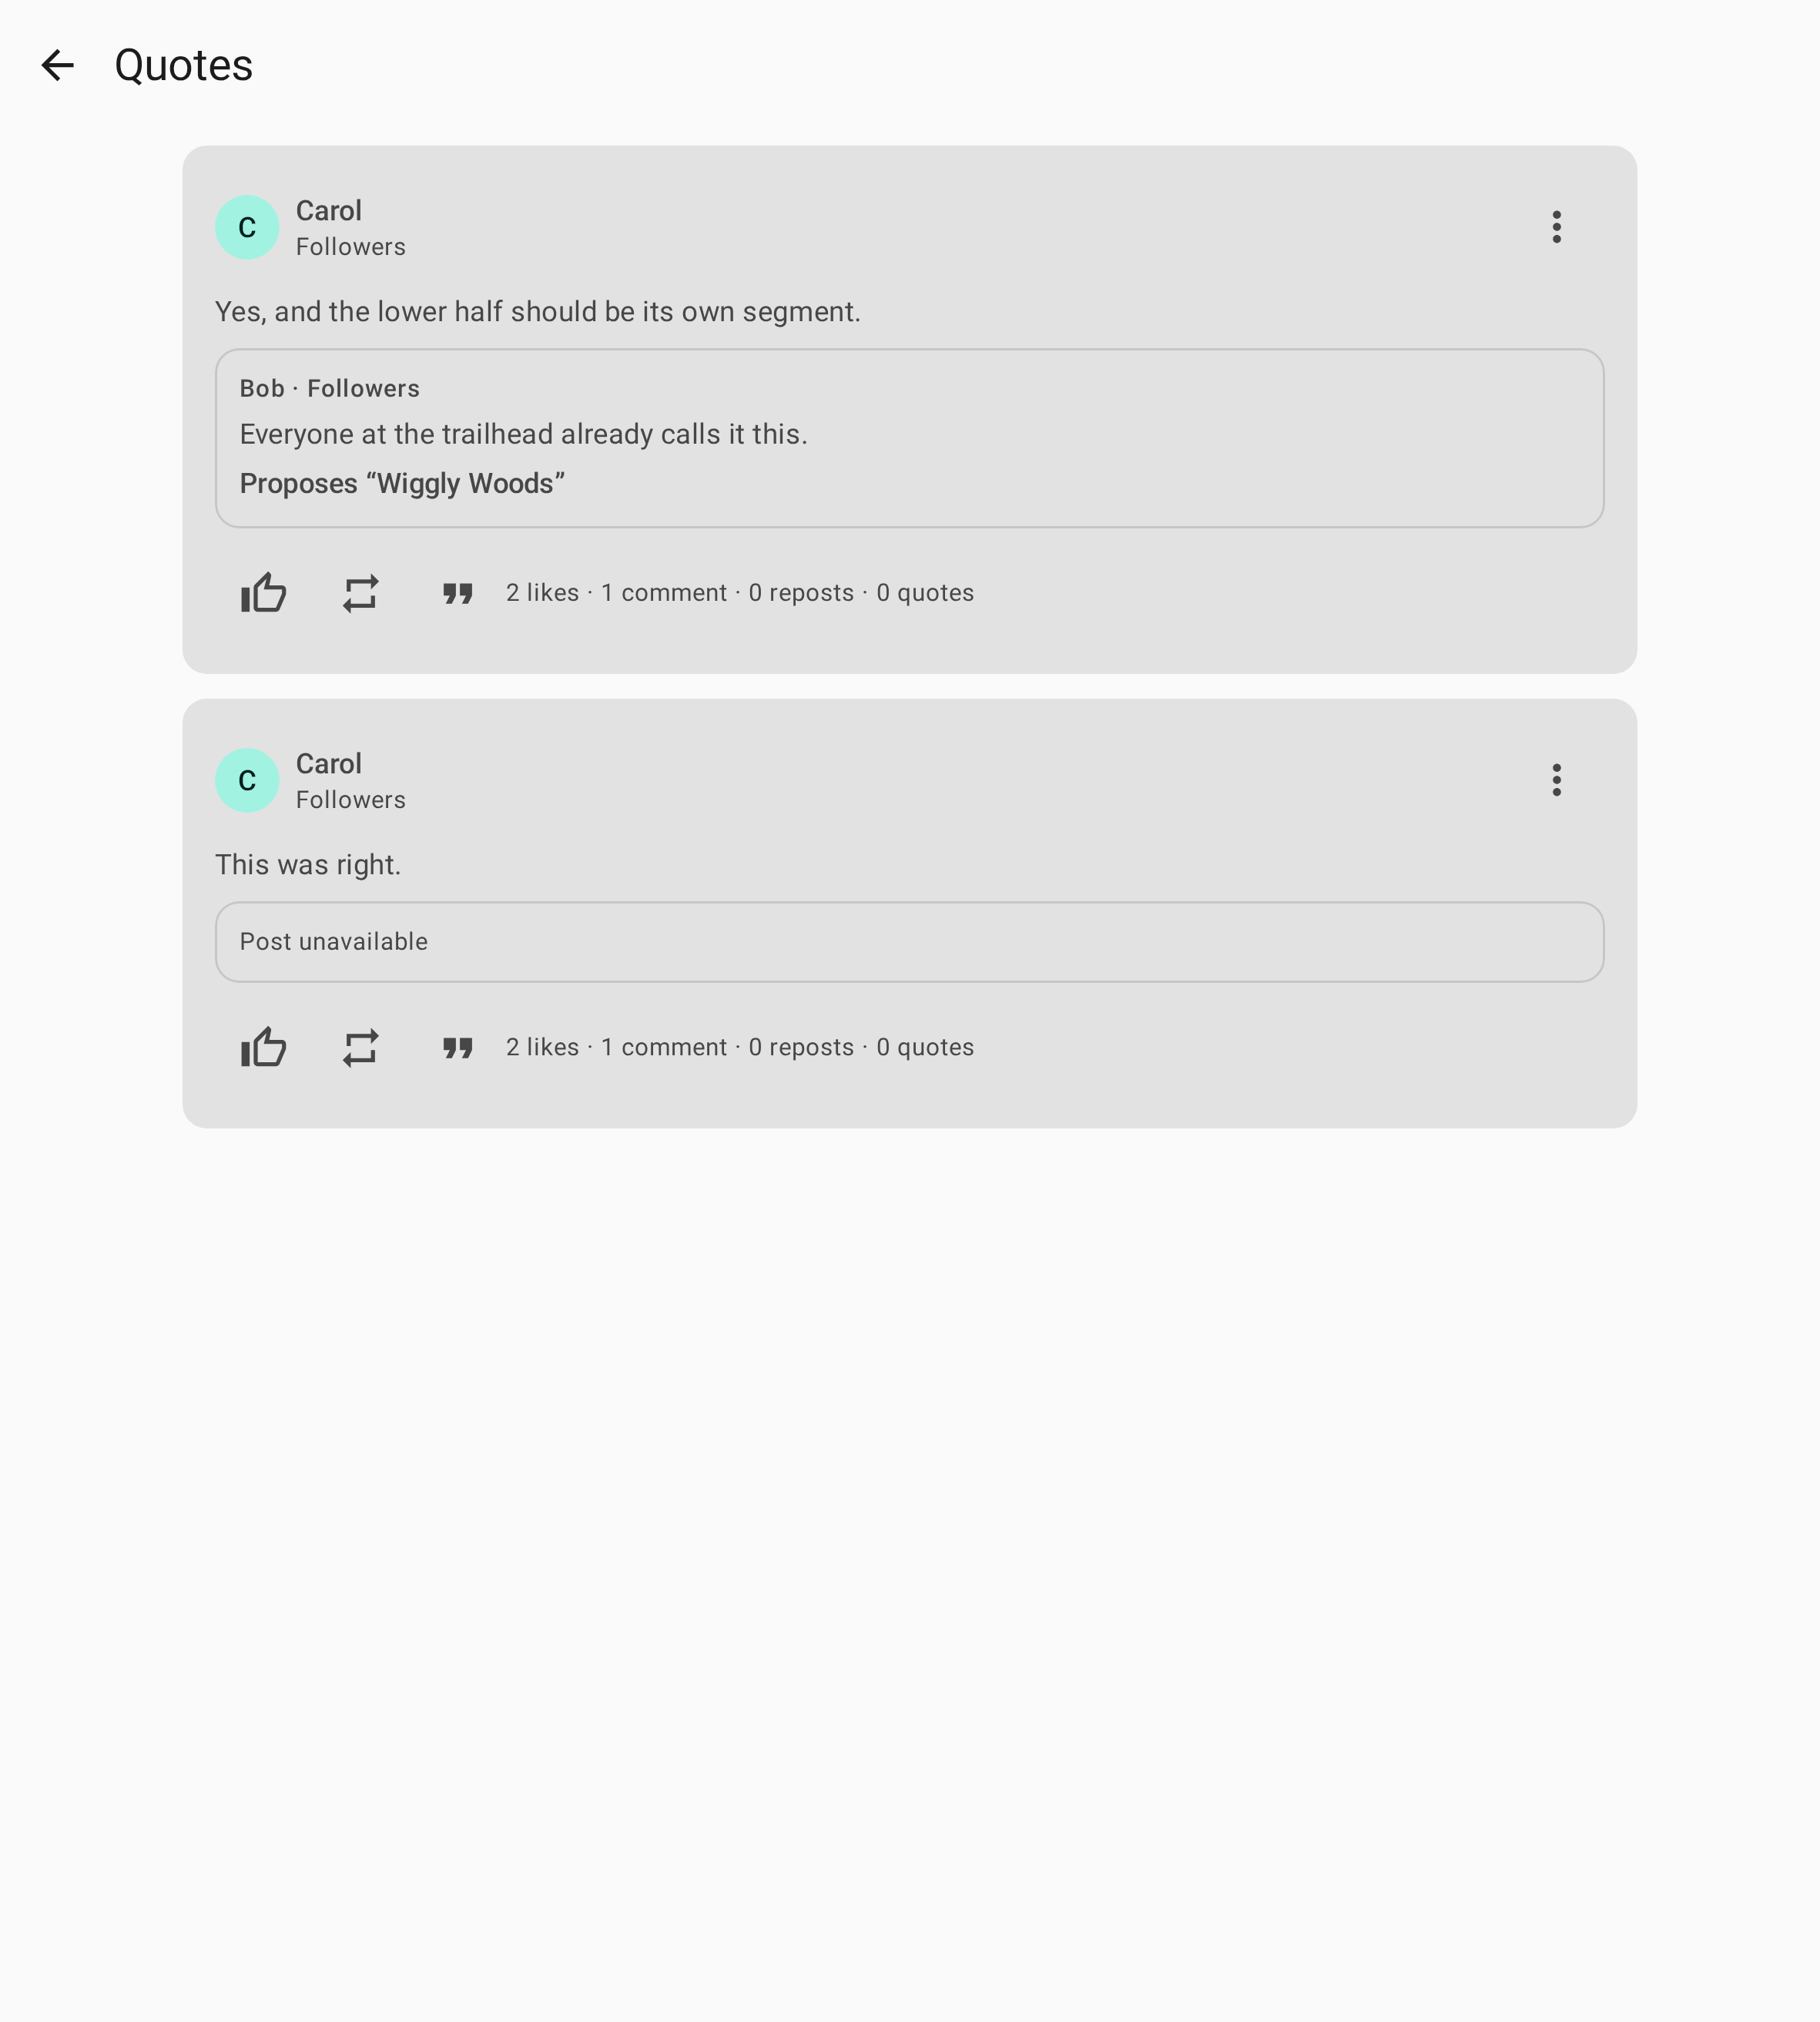 Quotes
C
Carol
Followers
Yes, and the lower half should be its own segment.
Bob · Followers
Everyone at the trailhead already calls it this.
Proposes “Wiggly Woods”
2 likes · 1 comment · 0 reposts · 0 quotes
C
Carol
Followers
This was right.
Post unavailable
2 likes · 1 comment · 0 reposts · 0 quotes